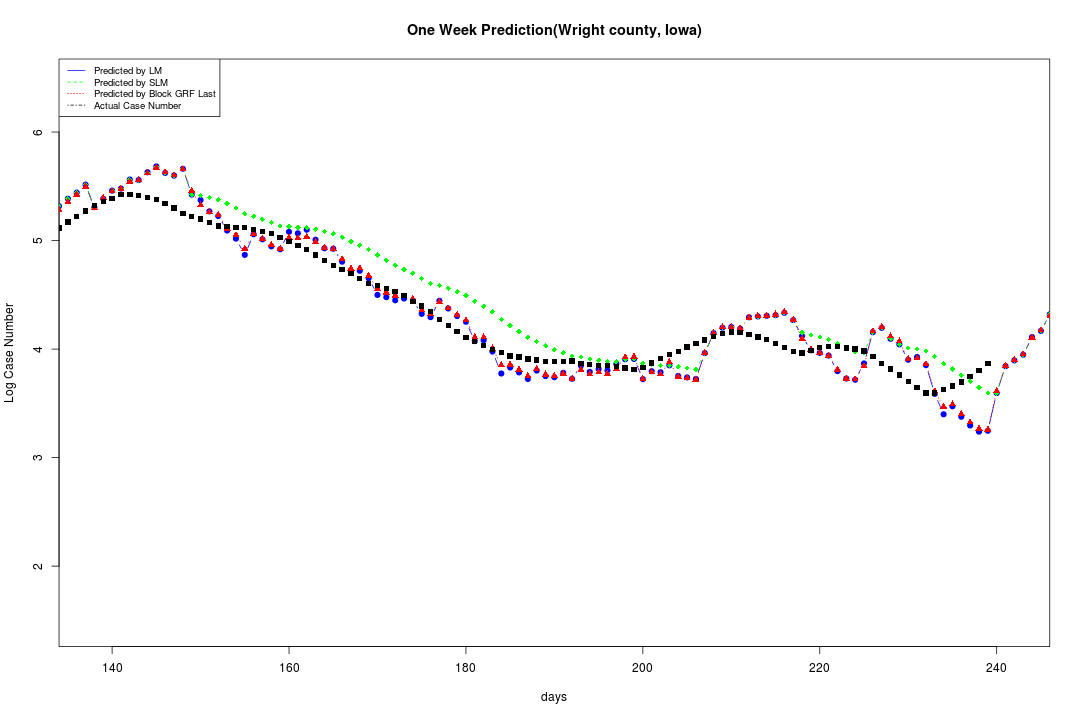 One Week Prediction(Wright county, Iowa)
Predicted by LM
Predicted by SLM
Predicted by Block GRF Last
Actual Case Number
Log Case Number
6
5
4
3
2
140 160 180 200 220 240
days